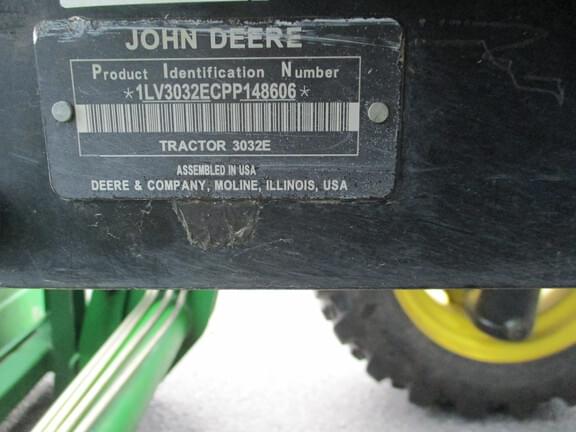 JOHN DEERE
Product Identification Number
*1LV3032ECPP148606*
TRACTOR 3032E
ASSEMBLED IN USA
DEERE & COMPANY, MOLINE, ILLINOIS, USA